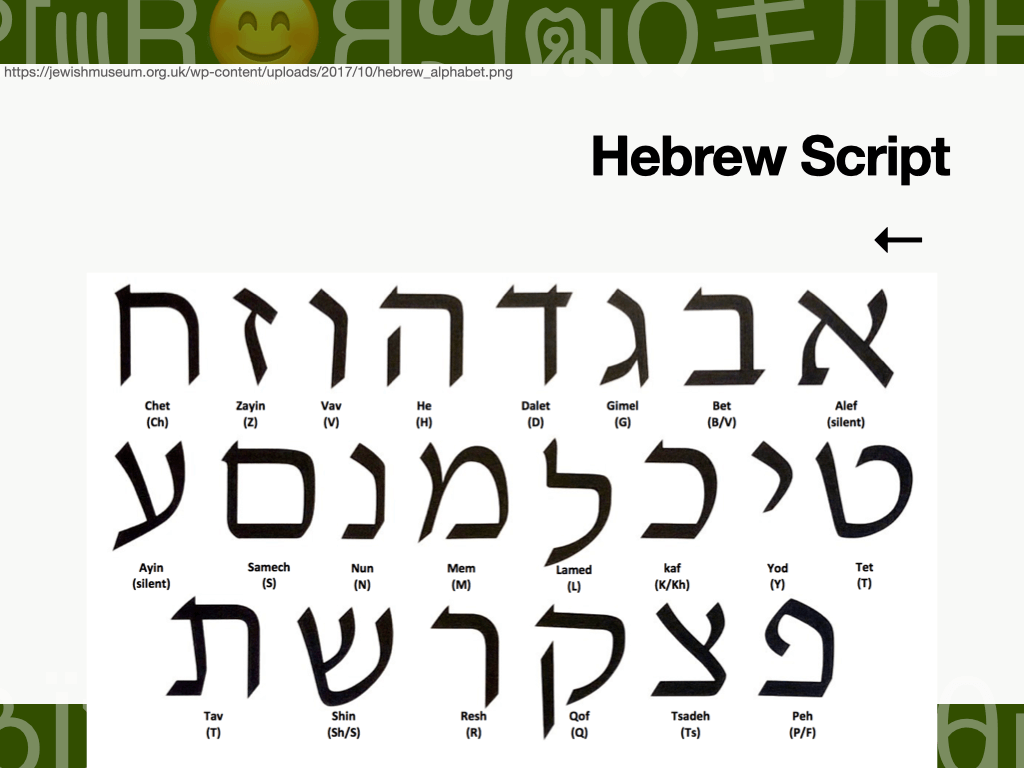 https://jewishmuseum.org.uk/wp-content/uploads/2017/10/hebrew_alphabet.png
Hebrew Script
←
א ב ג ד ה ו ז ח
Chet Zayin Vav He Dalet Gimel Bet Alef
(Ch) (Z) (V) (H) (D) (G) (B/V) (silent)
ט י כ ל מ נ ס ע
Ayin Samech Nun Mem Lamed kaf Yod Tet
(silent) (S) (N) (M) (L) (K/Kh) (Y) (T)
פ צ ק ר ש ת
Tav Shin Resh Qof Tsadeh Peh
(T) (Sh/S) (R) (Q) (Ts) (P/F)